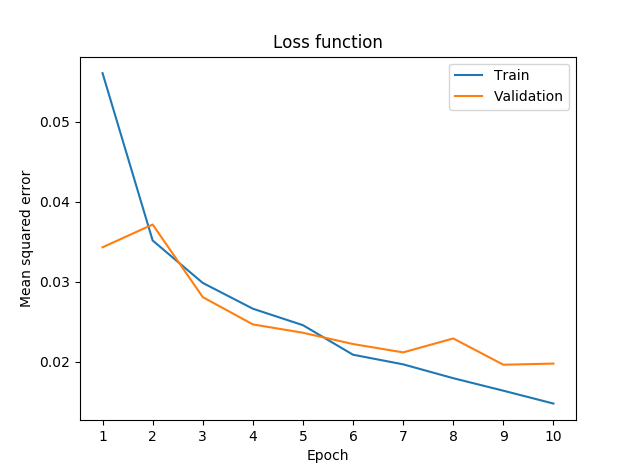 Loss function
Train
Validation
Mean squared error
0.05
0.04
0.03
0.02
1 2 3 4 5 6 7 8 9 10
Epoch